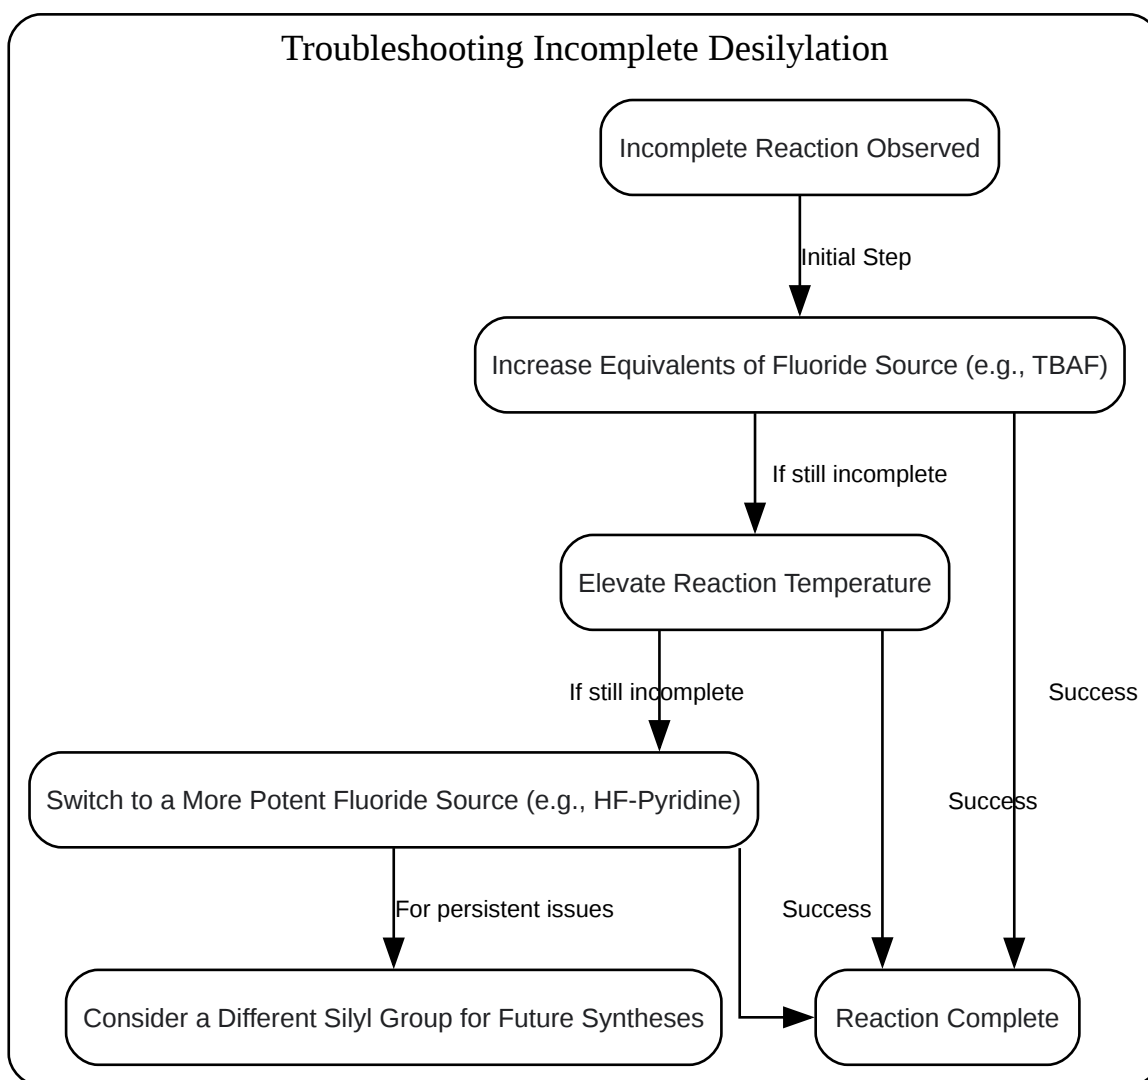 Troubleshooting Incomplete Desilylation
Incomplete Reaction Observed
Initial Step
Increase Equivalents of Fluoride Source (e.g., TBAF)
If still incomplete
Elevate Reaction Temperature
If still incomplete
Success
Switch to a More Potent Fluoride Source (e.g., HF-Pyridine)
Success
For persistent issues
Success
Consider a Different Silyl Group for Future Syntheses
Reaction Complete